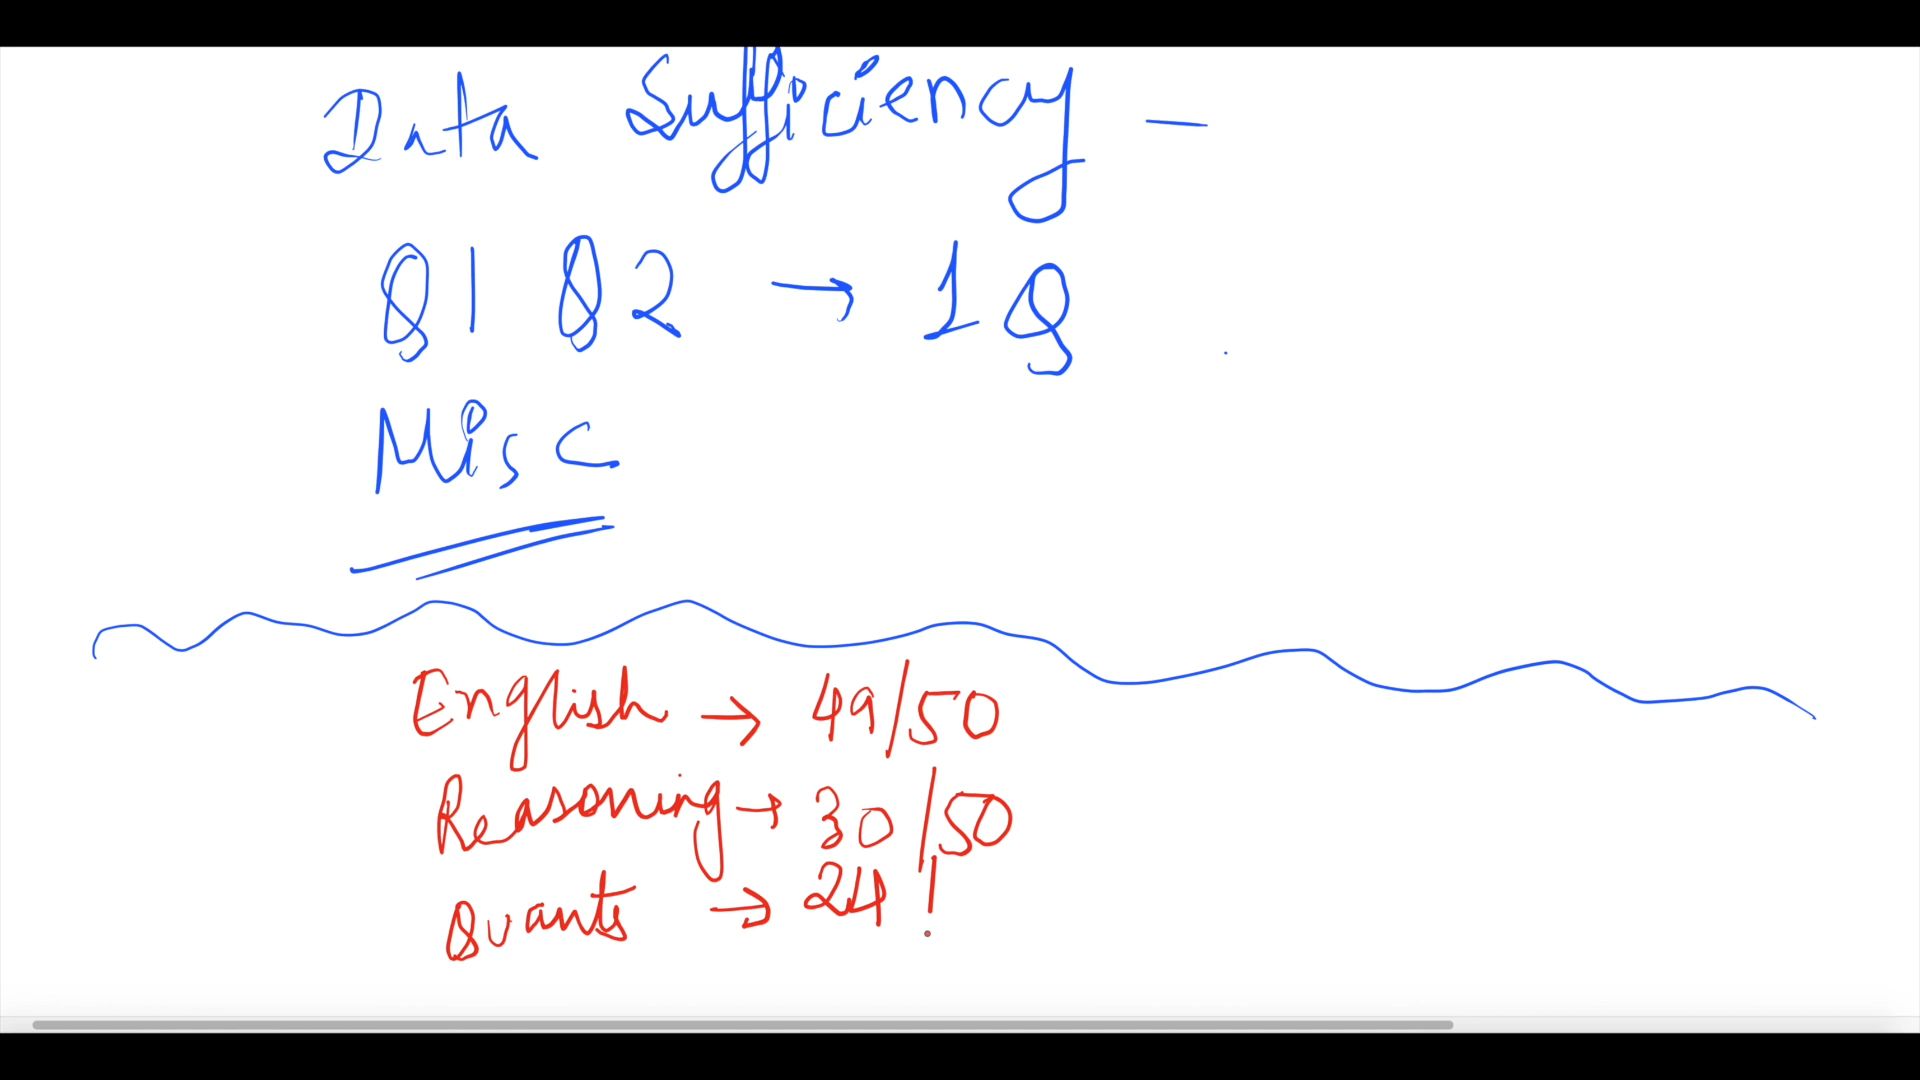 Data Sufficiency —
Q1 Q2 → 1Q
Misc
English → 49/50
Reasoning → 30/50
Quants → 24/